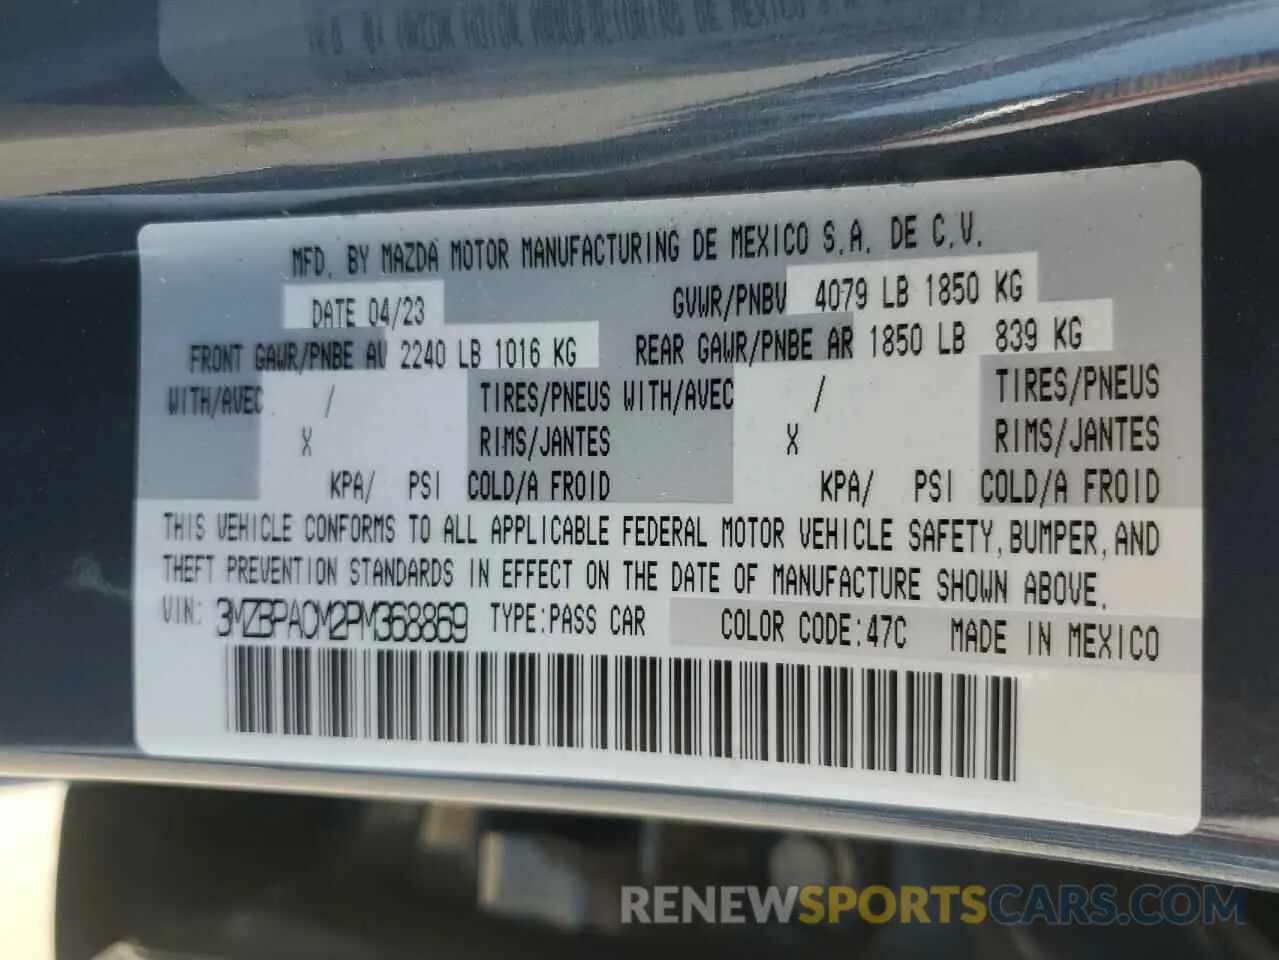 MFD. BY MAZDA MOTOR MANUFACTURING DE MEXICO S.A. DE C.V.
DATE 04/23 GVWR/PNBV 4079 LB 1850 KG
FRONT GAWR/PNBE AV 2240 LB 1016 KG REAR GAWR/PNBE AR 1850 LB 839 KG
WITH/AVEC / TIRES/PNEUS WITH/AVEC / TIRES/PNEUS
X RIMS/JANTES X RIMS/JANTES
KPA/ PSI COLD/A FROID KPA/ PSI COLD/A FROID
THIS VEHICLE CONFORMS TO ALL APPLICABLE FEDERAL MOTOR VEHICLE SAFETY, BUMPER, AND
THEFT PREVENTION STANDARDS IN EFFECT ON THE DATE OF MANUFACTURE SHOWN ABOVE.
VIN: 3MZBPACM2PM368869 TYPE:PASS CAR COLOR CODE:47C MADE IN MEXICO
RENEWSPORTSCARS.COM